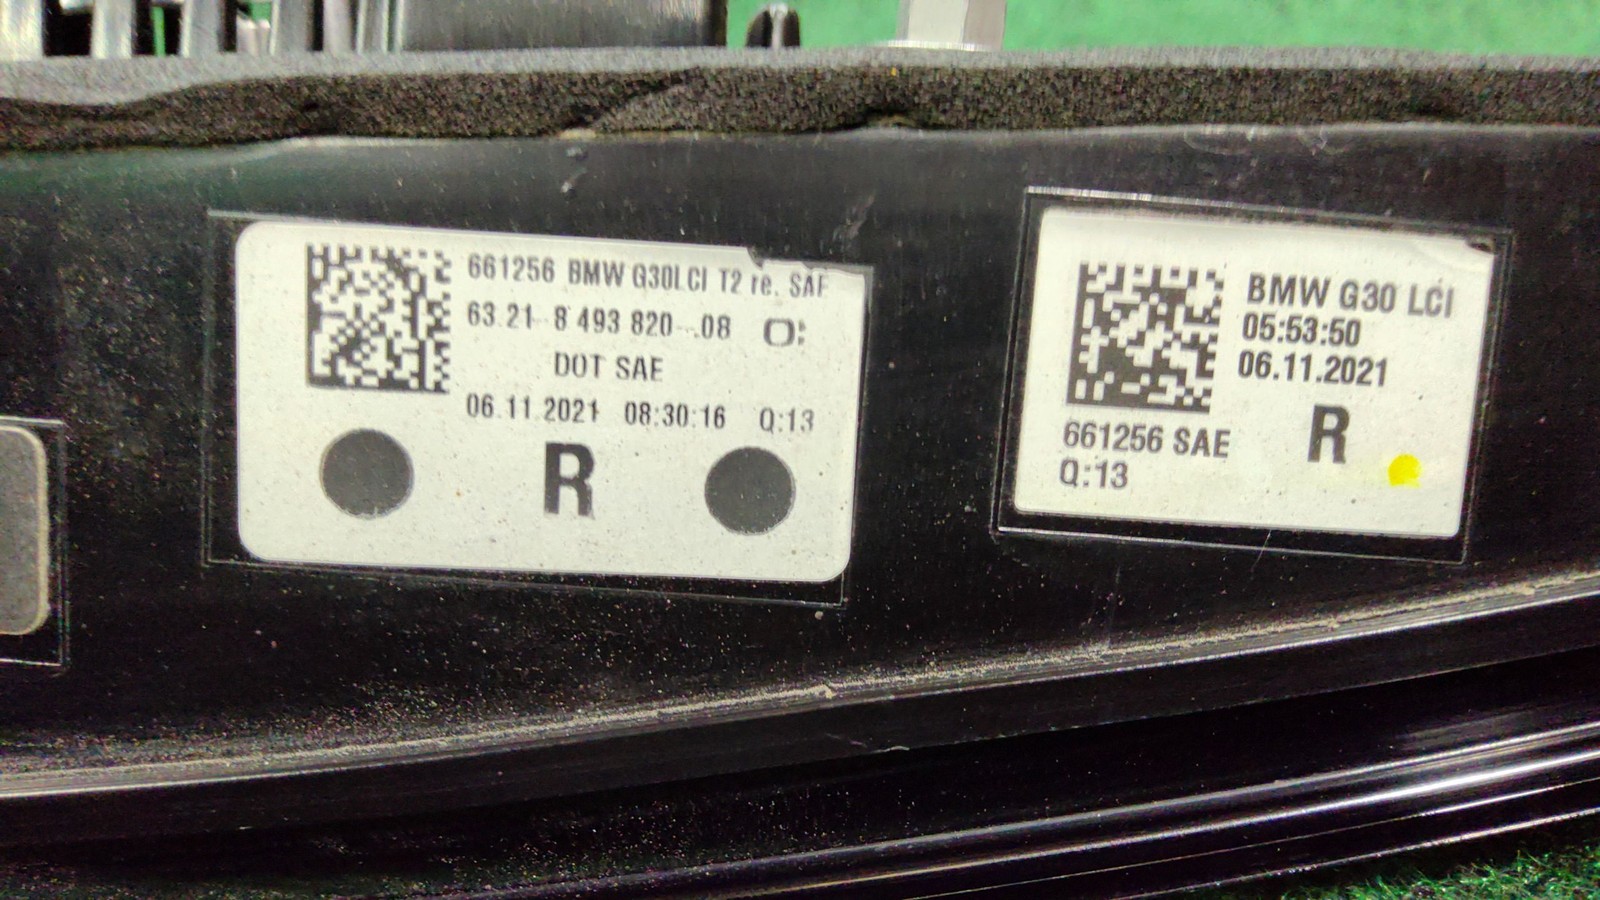 661256 BMW G30LCI T2 re. SAE
63.21 8 493 820 08
DOT SAE
06.11.2021 08:30:16 Q:13
R
BMW G30 LCI
05:53:50
06.11.2021
661256 SAE
R
Q:13